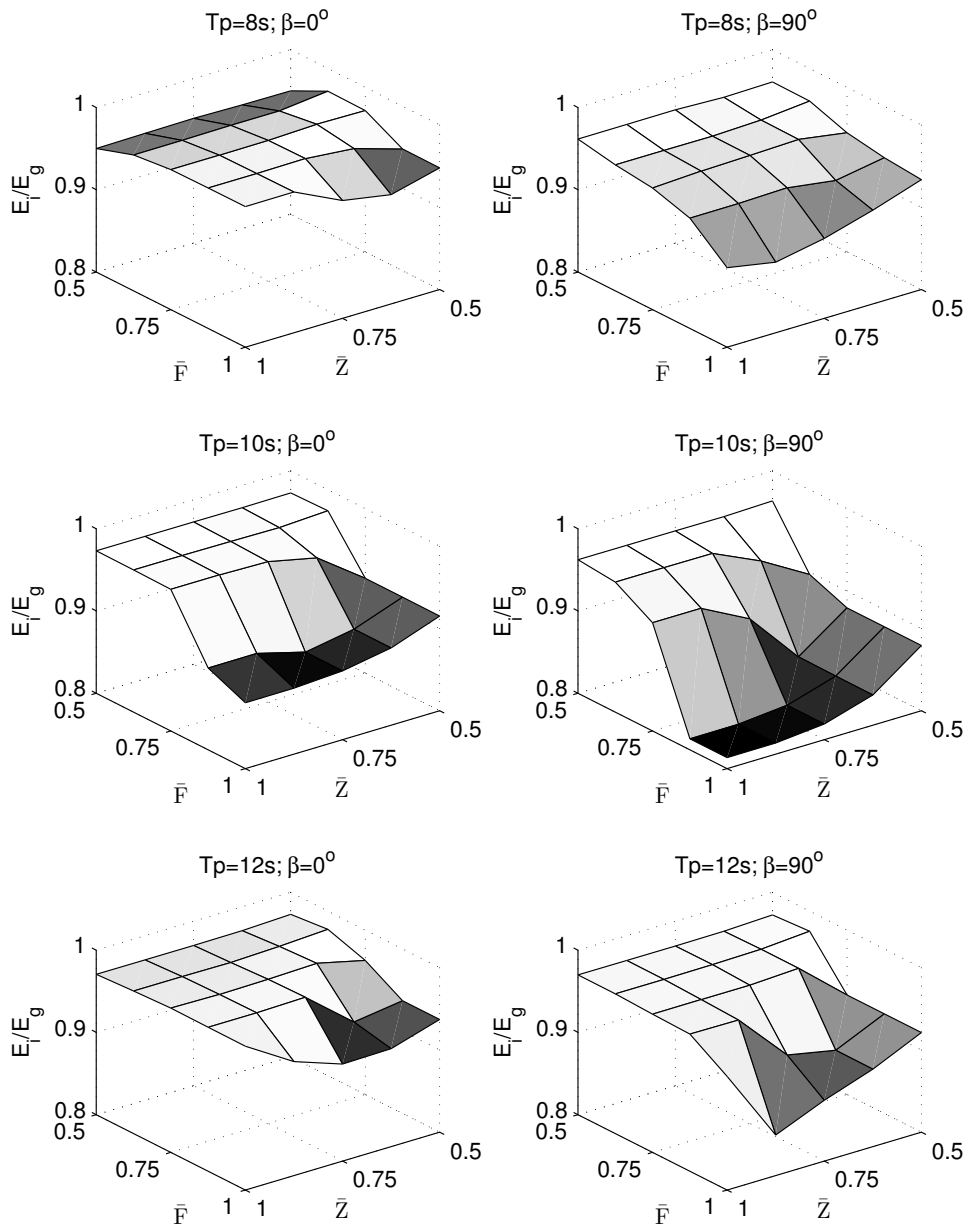 Tp=8s; β=0°
1
0.9
0.8
E_i/E_g
0.5
0.75
1
F̄
1
0.75
0.5
Z̄
Tp=8s; β=90°
1
0.9
0.8
E_i/E_g
0.5
0.75
1
F̄
1
0.75
0.5
Z̄
Tp=10s; β=0°
1
0.9
0.8
E_i/E_g
0.5
0.75
1
F̄
1
0.75
0.5
Z̄
Tp=10s; β=90°
1
0.9
0.8
E_i/E_g
0.5
0.75
1
F̄
1
0.75
0.5
Z̄
Tp=12s; β=0°
1
0.9
0.8
E_i/E_g
0.5
0.75
1
F̄
1
0.75
0.5
Z̄
Tp=12s; β=90°
1
0.9
0.8
E_i/E_g
0.5
0.75
1
F̄
1
0.75
0.5
Z̄